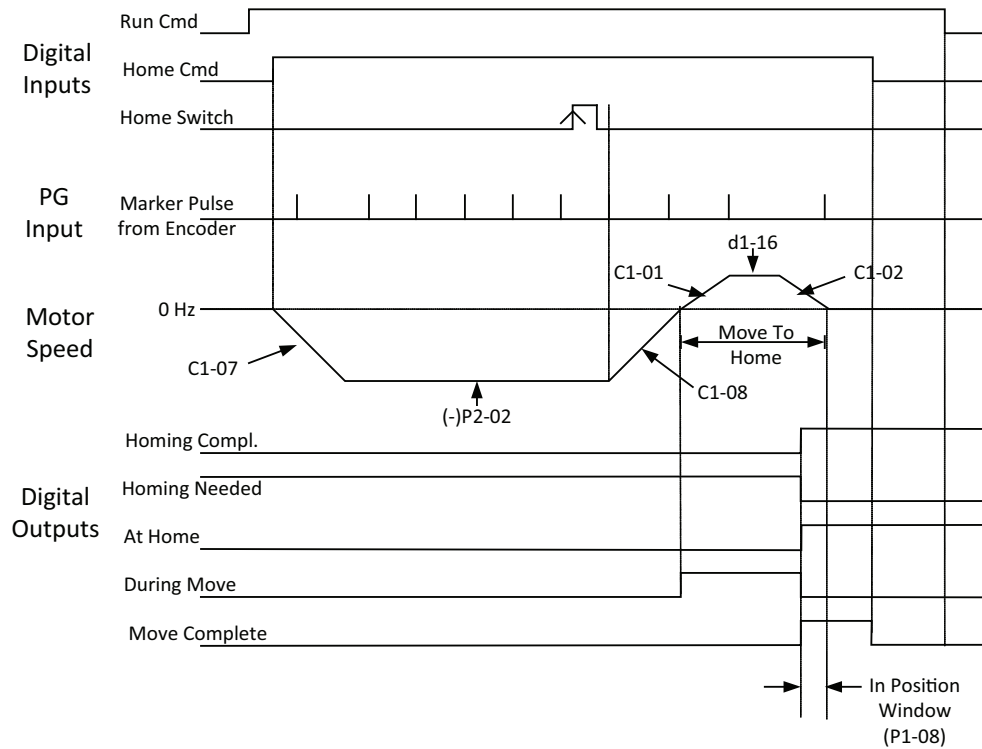 Digital
Inputs
Run Cmd
Home Cmd
Home Switch
PG
Input
Marker Pulse
from Encoder
Motor
Speed
0 Hz
C1-07
(-)P2-02
C1-08
C1-01
d1-16
C1-02
Move To
Home
Digital
Outputs
Homing Compl.
Homing Needed
At Home
During Move
Move Complete
In Position
Window
(P1-08)